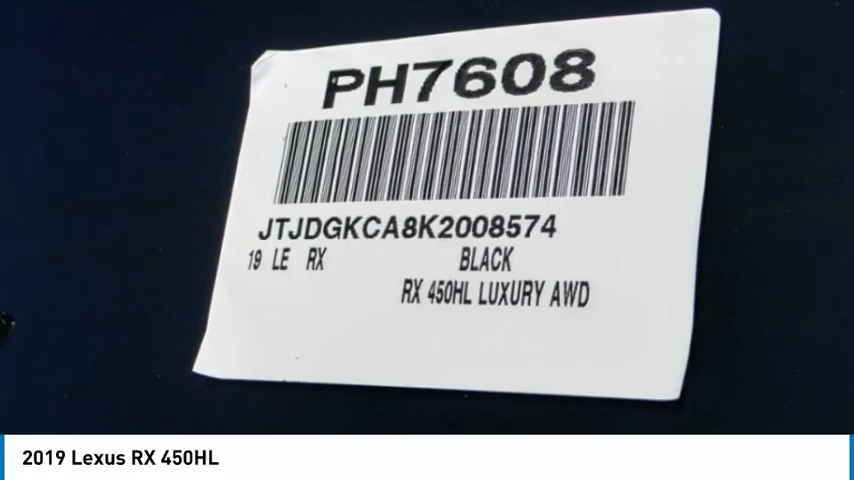 PH7608
JTJDGKCA8K2008574
19 LE RX BLACK
RX 450HL LUXURY AWD
2019 Lexus RX 450HL